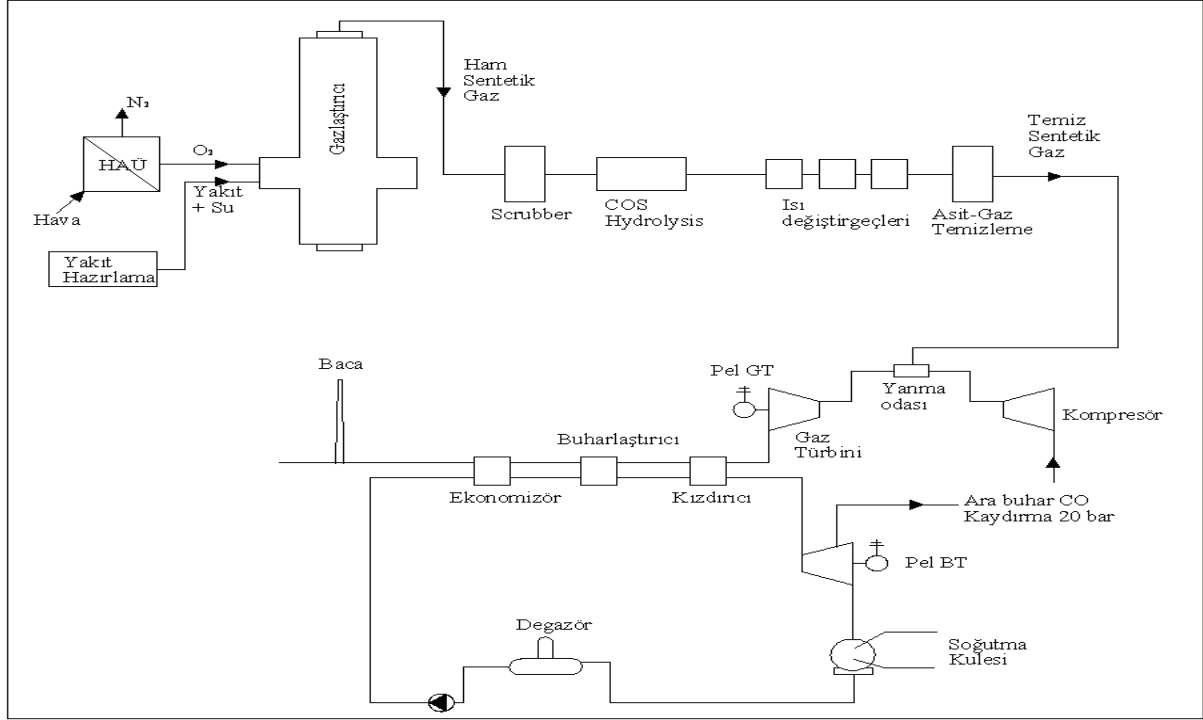 Ham
Sentetik
Gaz
N₂
Gazlaştırıcı
HAÜ
O₂
Yakıt
+ Su
Hava
Yakıt
Hazırlama
Scrubber
COS
Hydrolysis
Isı
değiştirgeçleri
Asit-Gaz
Temizleme
Temiz
Sentetik
Gaz
Baca
Pel GT
Yanma
odası
Kompresör
Gaz
Türbini
Buharlaştırıcı
Ekonomizör
Kızdırıcı
Ara buhar CO
Kaydırma 20 bar
Pel BT
Degazör
Soğutma
Kulesi